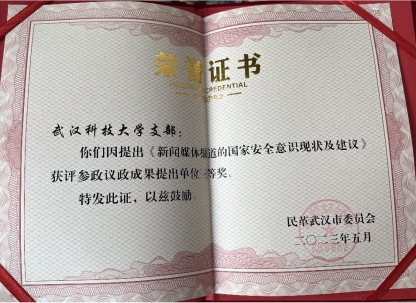 荣誉证书
武汉科技大学支部：
你们因提出《新闻媒体报道的国家安全意识现状及建议》
获评参政议政成果提出单位等奖。
特发此证，以兹鼓励
民革武汉市委员会
二〇二三年五月